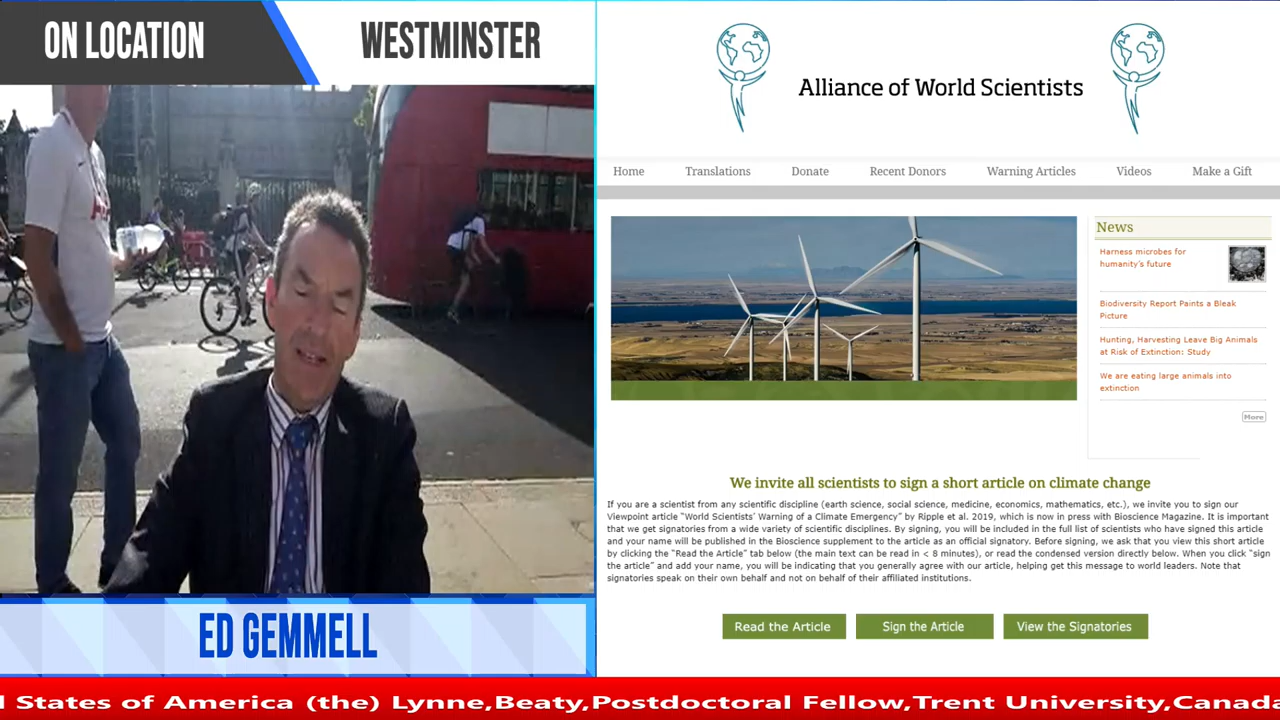 ON LOCATION
WESTMINSTER
ED GEMMELL
Alliance of World Scientists
Home Translations Donate Recent Donors Warning Articles Videos Make a Gift
News
Harness microbes for
humanity's future
Biodiversity Report Paints a Bleak
Picture
Hunting, Harvesting Leave Big Animals
at Risk of Extinction: Study
We are eating large animals into
extinction
More
We invite all scientists to sign a short article on climate change
If you are a scientist from any scientific discipline (earth science, social science, medicine, economics, mathematics, etc.), we invite you to sign our
Viewpoint article "World Scientists' Warning of a Climate Emergency" by Ripple et al. 2019, which is now in press with Bioscience Magazine. It is important
that we get signatories from a wide variety of scientific disciplines. By signing, you will be included in the full list of scientists who have signed this article
and your name will be published in the Bioscience supplement to the article as an official signatory. Before signing, we ask that you view this short article
by clicking the "Read the Article" tab below (the main text can be read in < 8 minutes), or read the condensed version directly below. When you click "sign
the article" and add your name, you will be indicating that you generally agree with our article, helping get this message to world leaders. Note that
signatories speak on their own behalf and not on behalf of their affiliated institutions.
Read the Article Sign the Article View the Signatories
States of America (the) Lynne,Beaty,Postdoctoral Fellow,Trent University,Canada